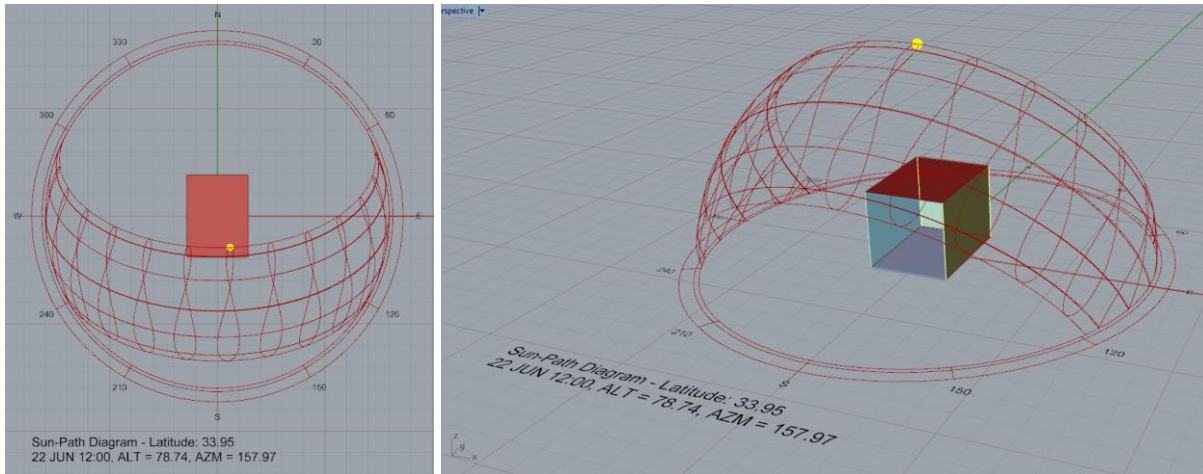 N
330
30
300
60
W
E
240
120
210
150
S
Sun-Path Diagram - Latitude: 33.95
22 JUN 12:00, ALT = 78.74, AZM = 157.97
rspective
60
E
240
210
120
S
150
Sun-Path Diagram - Latitude: 33.95
22 JUN 12:00, ALT = 78.74, AZM = 157.97
z
y
x